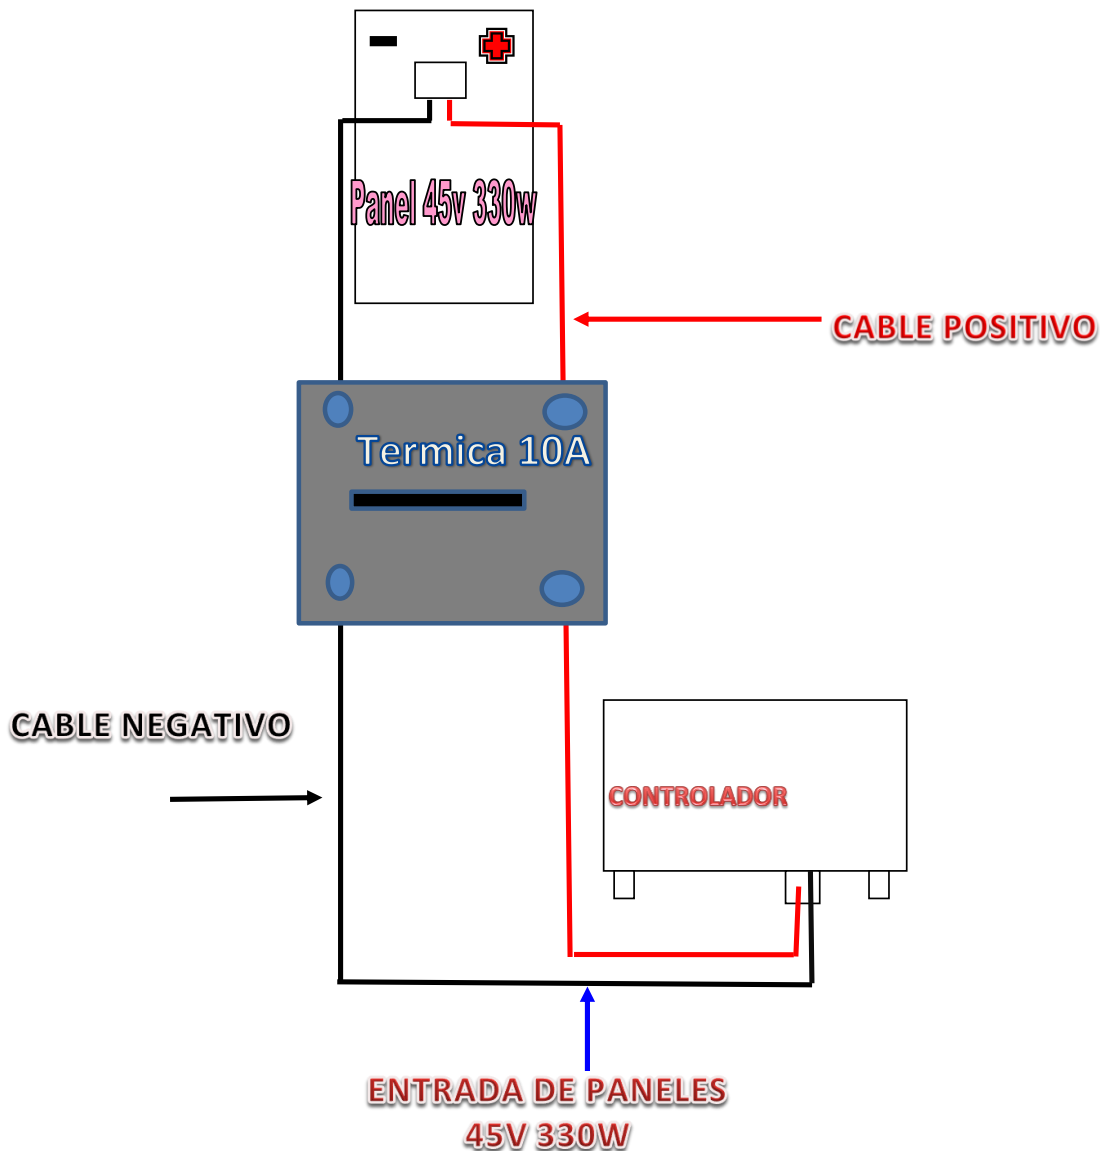 Panel 45v 330w
CABLE POSITIVO
Termica 10A
CABLE NEGATIVO
CONTROLADOR
ENTRADA DE PANELES
45V 330W